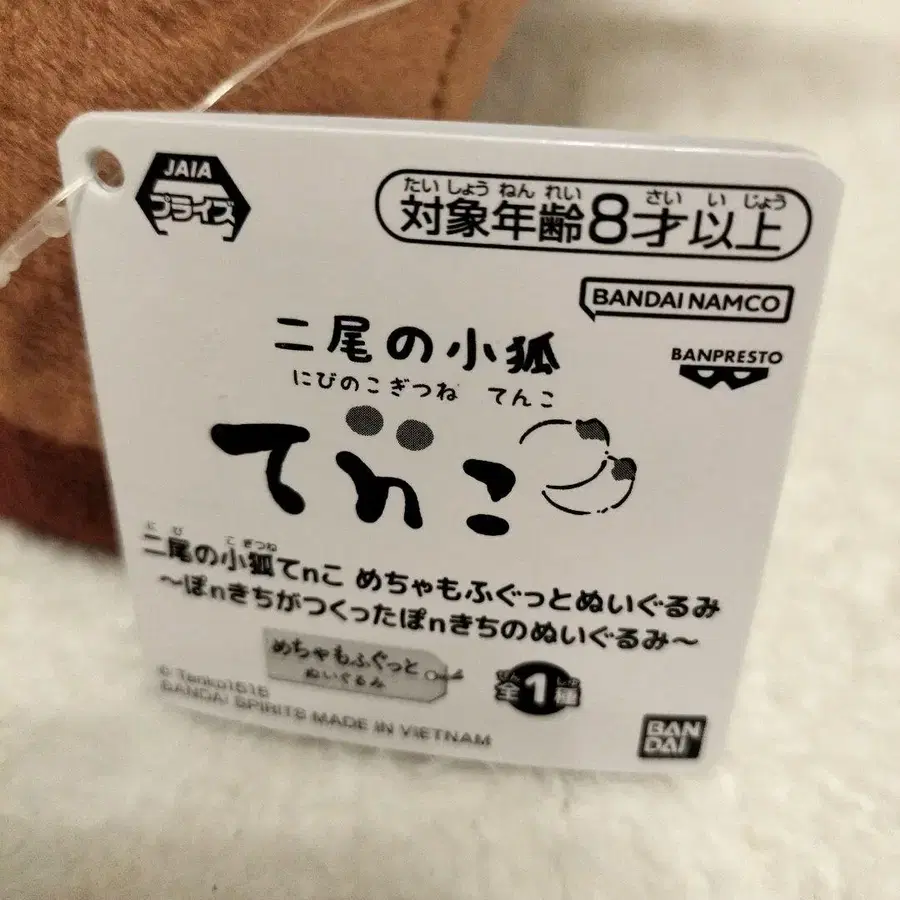 JAIA
プライズ
たいしょうねんれい さい いじょう
対象年齢8才以上
BANDAI NAMCO
BANPRESTO
二尾の小狐
にびのこぎつね てんこ
てnこ
にび こぎつね
二尾の小狐てnこ めちゃもふぐっとぬいぐるみ
～ぽnきちがつくったぽnきちのぬいぐるみ～
めちゃもふぐっと
ぬいぐるみ
ぜん しゅ
全1種
© Tenko1616
BANDAI SPIRITS MADE IN VIETNAM
BAN
DAI